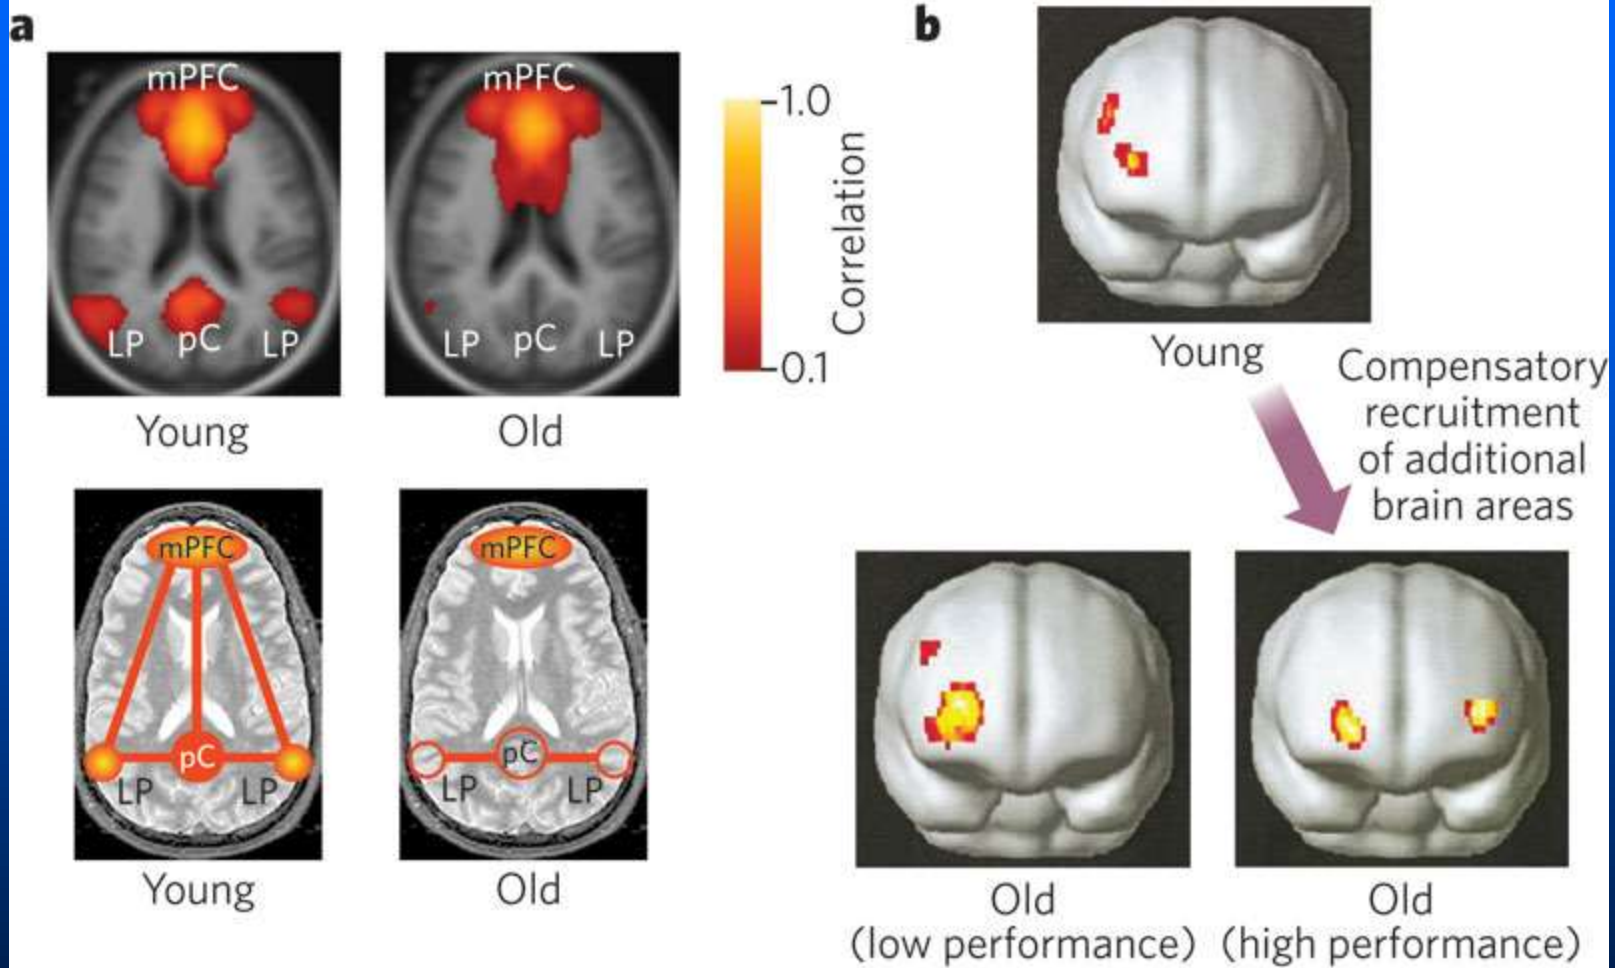 a
mPFC
LP
pC
LP
Young
mPFC
LP
pC
LP
Old
1.0
Correlation
0.1
mPFC
pC
LP
LP
Young
mPFC
pC
LP
LP
Old
b
Young
Compensatory
recruitment
of additional
brain areas
Old
(low performance)
Old
(high performance)